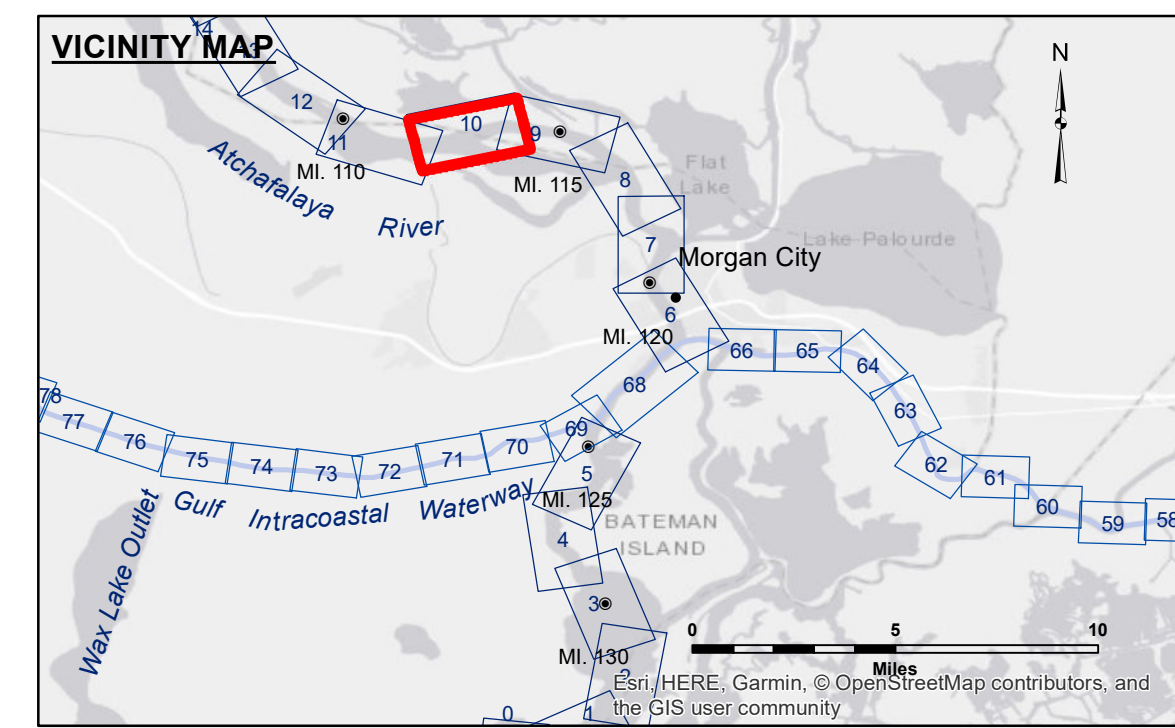 VICINITY MAP
N
14
13
12
11
10
9
8
7
6
MI. 110
MI. 115
Atchafalaya
River
Flat
Lake
Lake Palourde
Morgan City
MI. 120
66
65
64
63
62
61
60
59
58
68
69
70
71
72
73
74
75
76
77
78
5
MI. 125
4
BATEMAN
ISLAND
3
MI. 130
2
1
0
Gulf Intracoastal Waterway
Wax Lake Outlet
0 5 10
Miles
Esri, HERE, Garmin, © OpenStreetMap contributors, and
the GIS user community